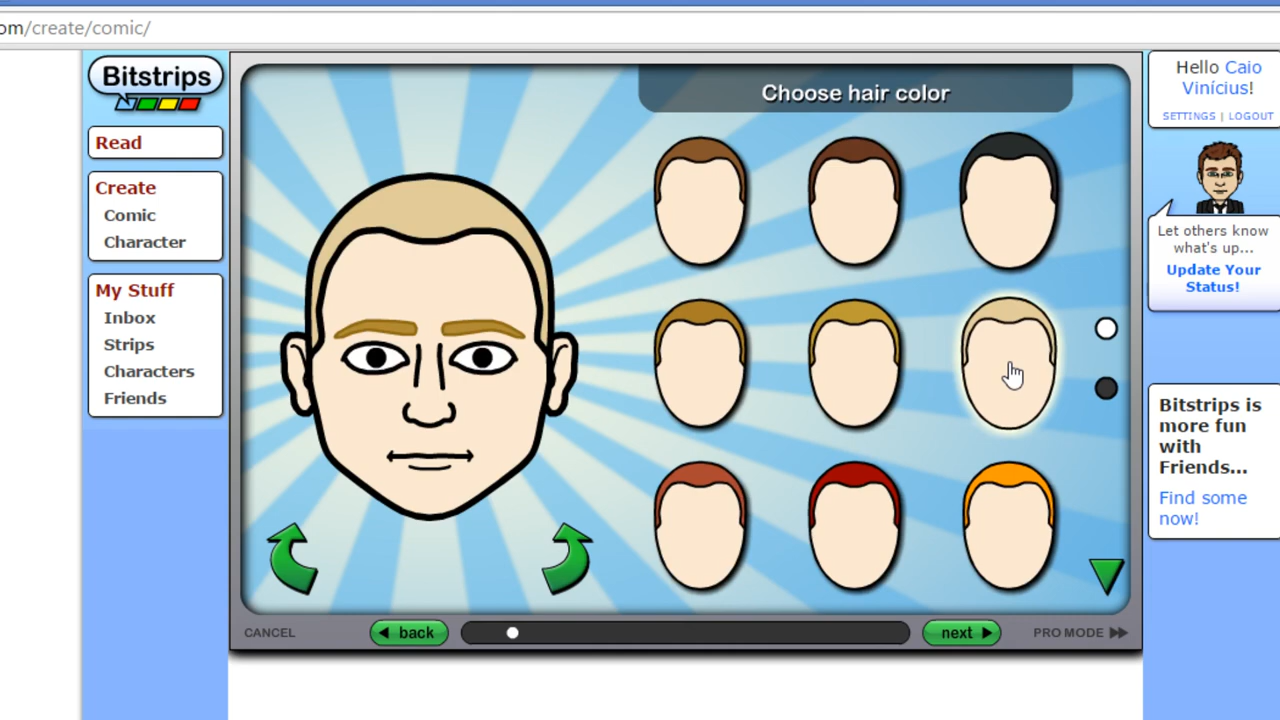 om/create/comic/
Bitstrips
Read
Create
Comic
Character
My Stuff
Inbox
Strips
Characters
Friends
Choose hair color
CANCEL
back
next
PRO MODE
Hello Caio
Vinícius!
SETTINGS | LOGOUT
Let others know
what's up...
Update Your
Status!
Bitstrips is
more fun
with
Friends...
Find some
now!